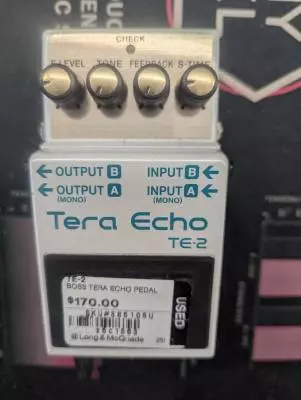 CHECK
E.LEVEL TONE FEEDBACK S-TIME
OUTPUT B INPUT B
OUTPUT A INPUT A
(MONO) (MONO)
Tera Echo
TE-2
TE-2
BOSS TERA ECHO PEDAL
$170.00
USED
Long & McQuade